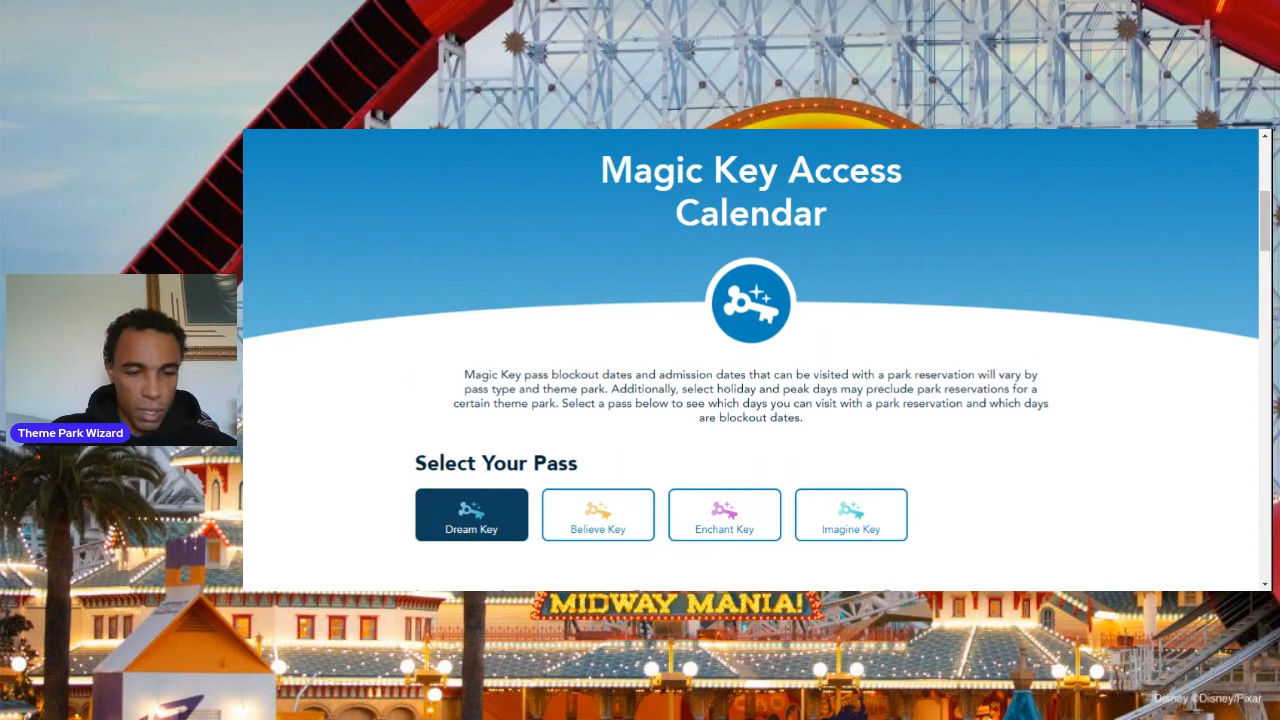 Magic Key Access
Calendar
Magic Key pass blockout dates and admission dates that can be visited with a park reservation will vary by
pass type and theme park. Additionally, select holiday and peak days may preclude park reservations for a
certain theme park. Select a pass below to see which days you can visit with a park reservation and which days
are blockout dates.
Theme Park Wizard
Select Your Pass
Dream Key
Believe Key
Enchant Key
Imagine Key
MIDWAY MANIA!
©Disney ©Disney/Pixar